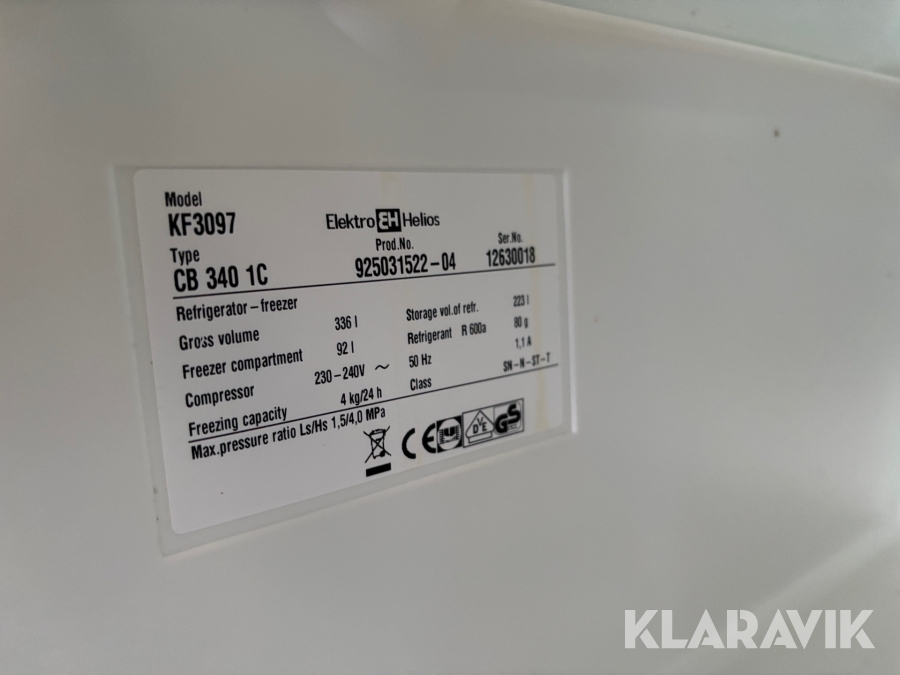 Model
KF3097
Elektro EH Helios
Type
Prod.No.
Ser.No.
CB 340 1C
925031522-04
12630018
Refrigerator-freezer
Gross volume 336 l
Storage vol.of refr. 223 l
Freezer compartment 92 l
Refrigerant R 600a 80 g
Compressor 230-240V ~
50 Hz 1,1 A
Freezing capacity 4 kg/24 h
Class SN-N-ST-T
Max.pressure ratio Ls/Hs 1,5/4,0 MPa
CE
DVE
GS
KLARAVIK